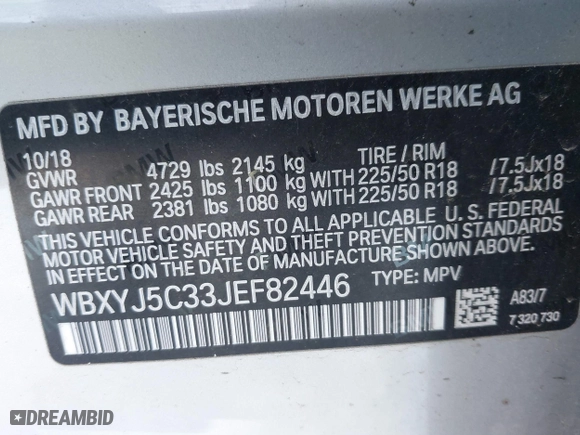 MFD BY BAYERISCHE MOTOREN WERKE AG
10/18
GVWR 4729 lbs 2145 kg TIRE / RIM
GAWR FRONT 2425 lbs 1100 kg WITH 225/50 R18 /7.5Jx18
GAWR REAR 2381 lbs 1080 kg WITH 225/50 R18 /7.5Jx18
THIS VEHICLE CONFORMS TO ALL APPLICABLE U. S. FEDERAL
MOTOR VEHICLE SAFETY AND THEFT PREVENTION STANDARDS
IN EFFECT ON THE DATE OF MANUFACTURE SHOWN ABOVE.
WBXYJ5C33JEF82446 TYPE: MPV
A83/7
7 320 730
DREAMBID